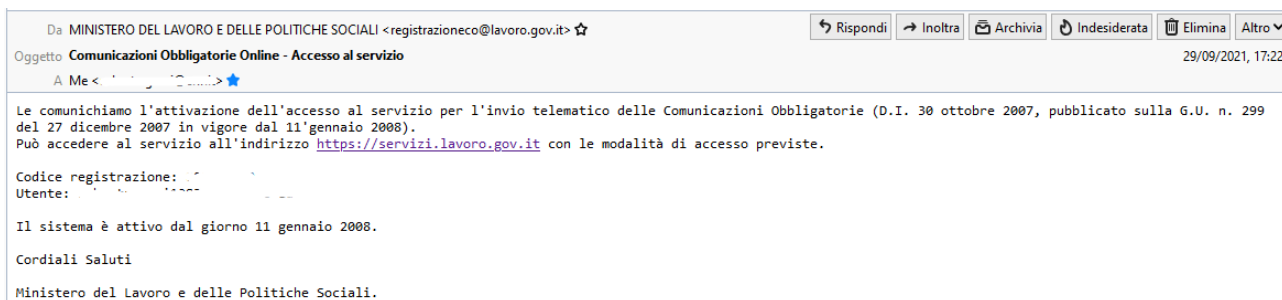 Da MINISTERO DEL LAVORO E DELLE POLITICHE SOCIALI <registrazioneco@lavoro.gov.it>
Rispondi Inoltra Archivia Indesiderata Elimina Altro
Oggetto Comunicazioni Obbligatorie Online - Accesso al servizio
29/09/2021, 17:22
A Me < >
Le comunichiamo l'attivazione dell'accesso al servizio per l'invio telematico delle Comunicazioni Obbligatorie (D.I. 30 ottobre 2007, pubblicato sulla G.U. n. 299
del 27 dicembre 2007 in vigore dal 11'gennaio 2008).
Può accedere al servizio all'indirizzo https://servizi.lavoro.gov.it con le modalità di accesso previste.
Codice registrazione:
Utente:
Il sistema è attivo dal giorno 11 gennaio 2008.
Cordiali Saluti
Ministero del Lavoro e delle Politiche Sociali.